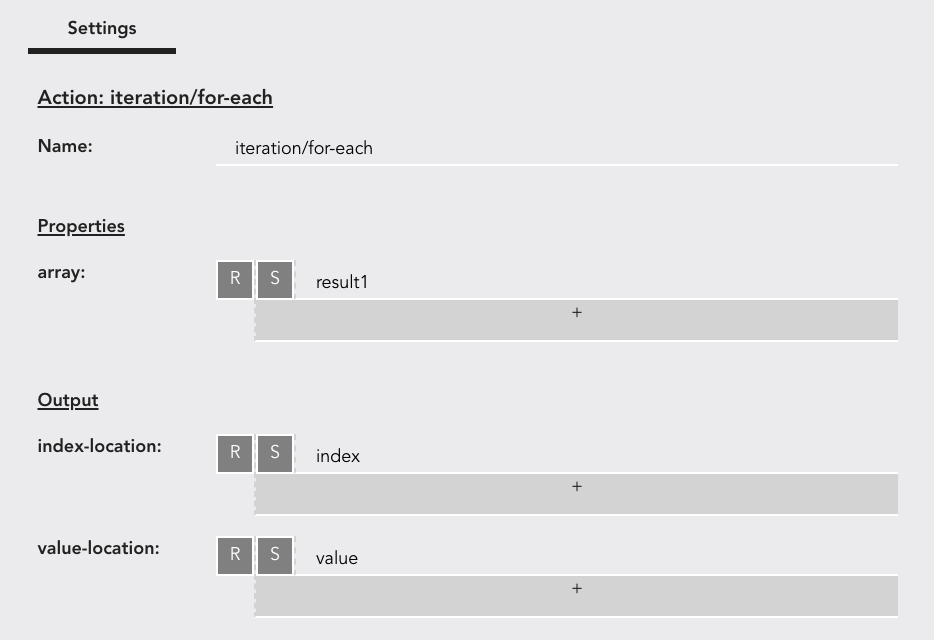 Settings
Action: iteration/for-each
Name: iteration/for-each
Properties
array: R S result1
+
Output
index-location: R S index
+
value-location: R S value
+